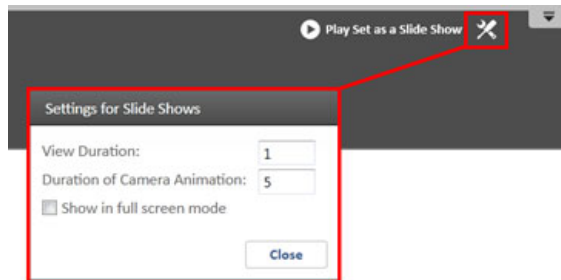 Play Set as a Slide Show
Settings for Slide Shows
View Duration: 1
Duration of Camera Animation: 5
Show in full screen mode
Close